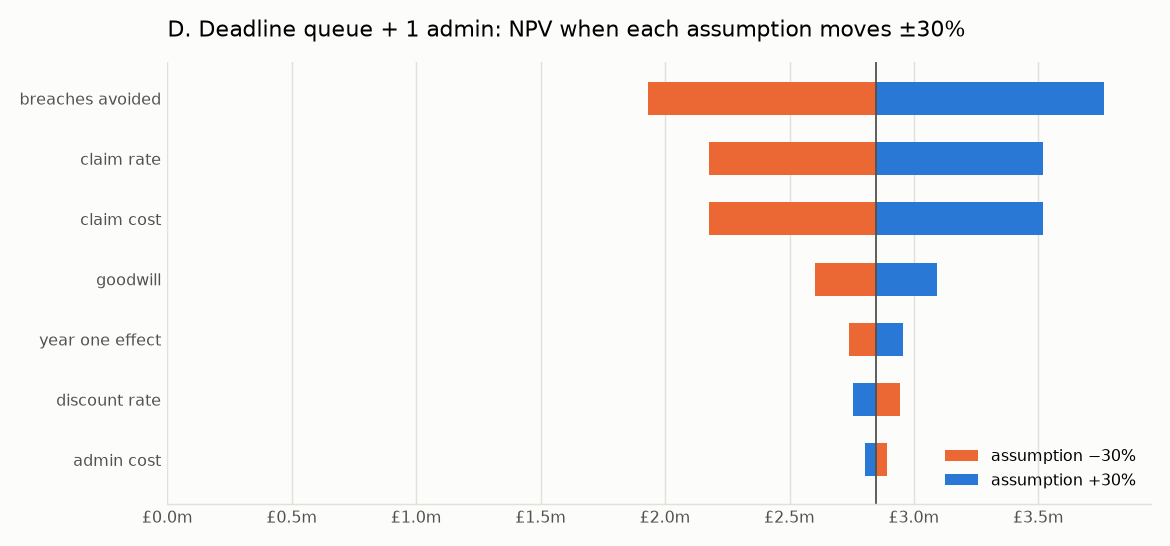 D. Deadline queue + 1 admin: NPV when each assumption moves ±30%
breaches avoided
claim rate
claim cost
goodwill
year one effect
discount rate
admin cost
assumption −30%
assumption +30%
£0.0m £0.5m £1.0m £1.5m £2.0m £2.5m £3.0m £3.5m